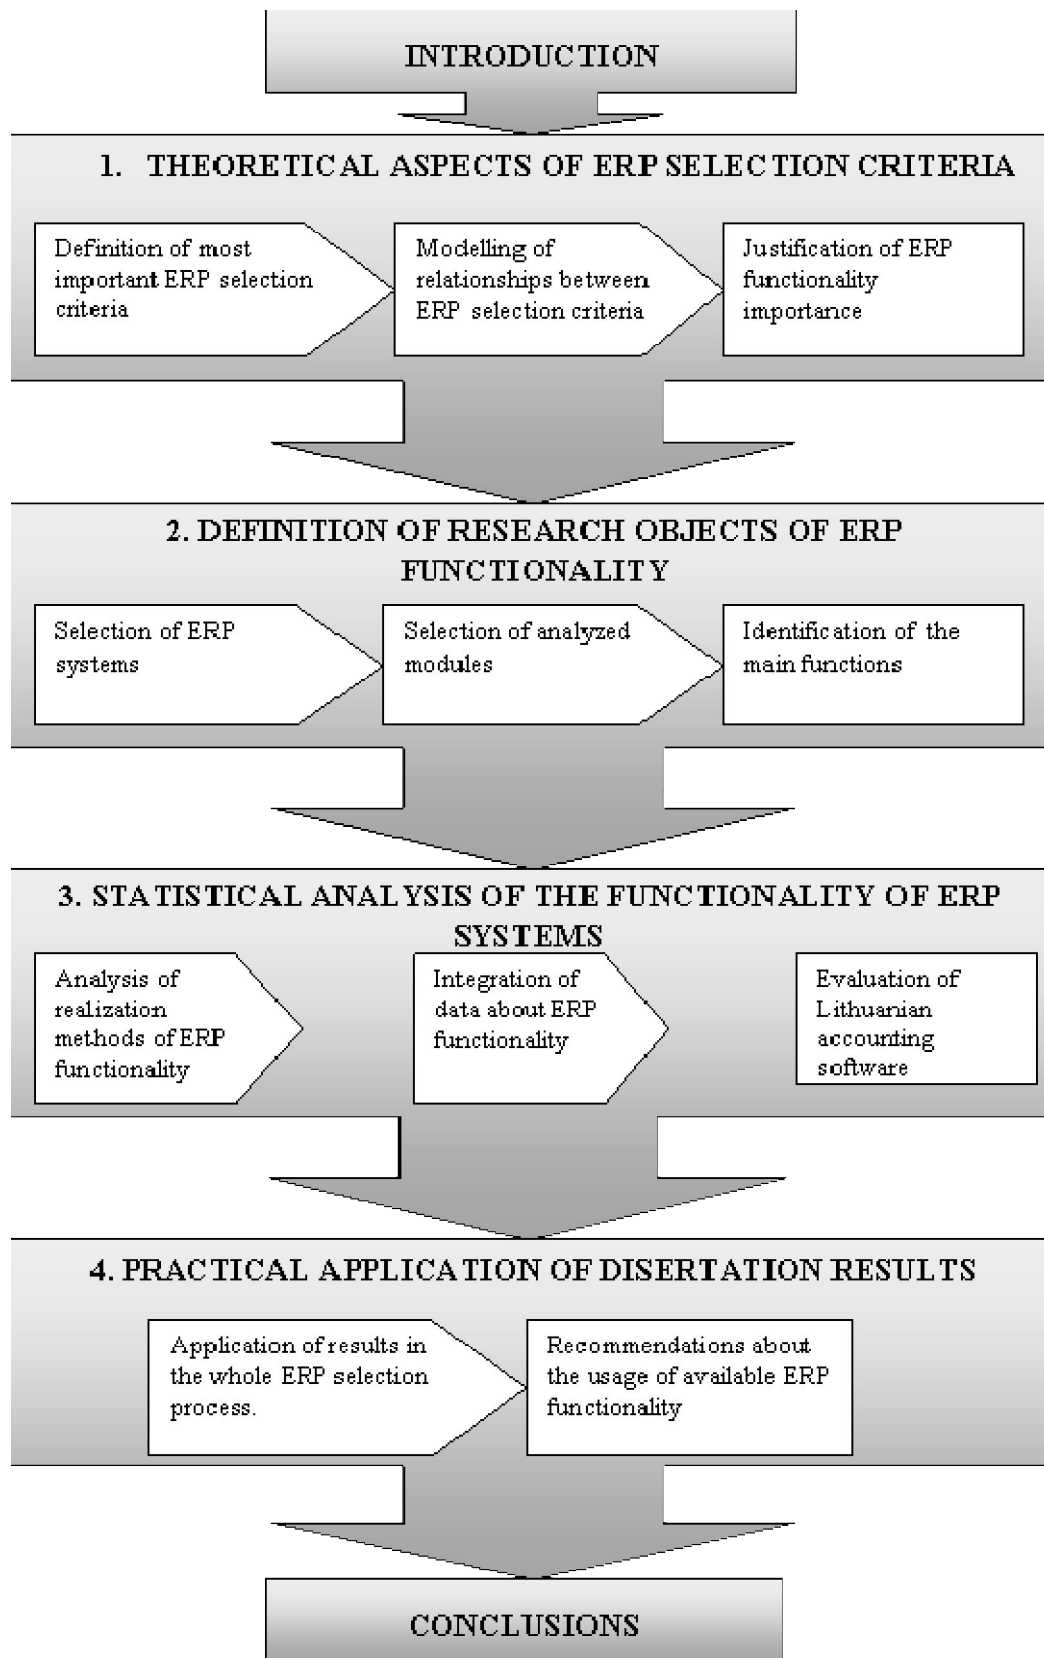 INTRODUCTION
1. THEORETICAL ASPECTS OF ERP SELECTION CRITERIA
Definition of most
important ERP selection
criteria
Modelling of
relationships between
ERP selection criteria
Justification of ERP
functionality
importance
2. DEFINITION OF RESEARCH OBJECTS OF ERP
FUNCTIONALITY
Selection of ERP
systems
Selection of analyzed
modules
Identification of the
main functions
3. STATISTICAL ANALYSIS OF THE FUNCTIONALITY OF ERP
SYSTEMS
Analysis of
realization
methods of ERP
functionality
Integration of
data about ERP
functionality
Evaluation of
Lithuanian
accounting
software
4. PRACTICAL APPLICATION OF DISERTATION RESULTS
Application of results in
the whole ERP selection
process.
Recommendations about
the usage of available ERP
functionality
CONCLUSIONS